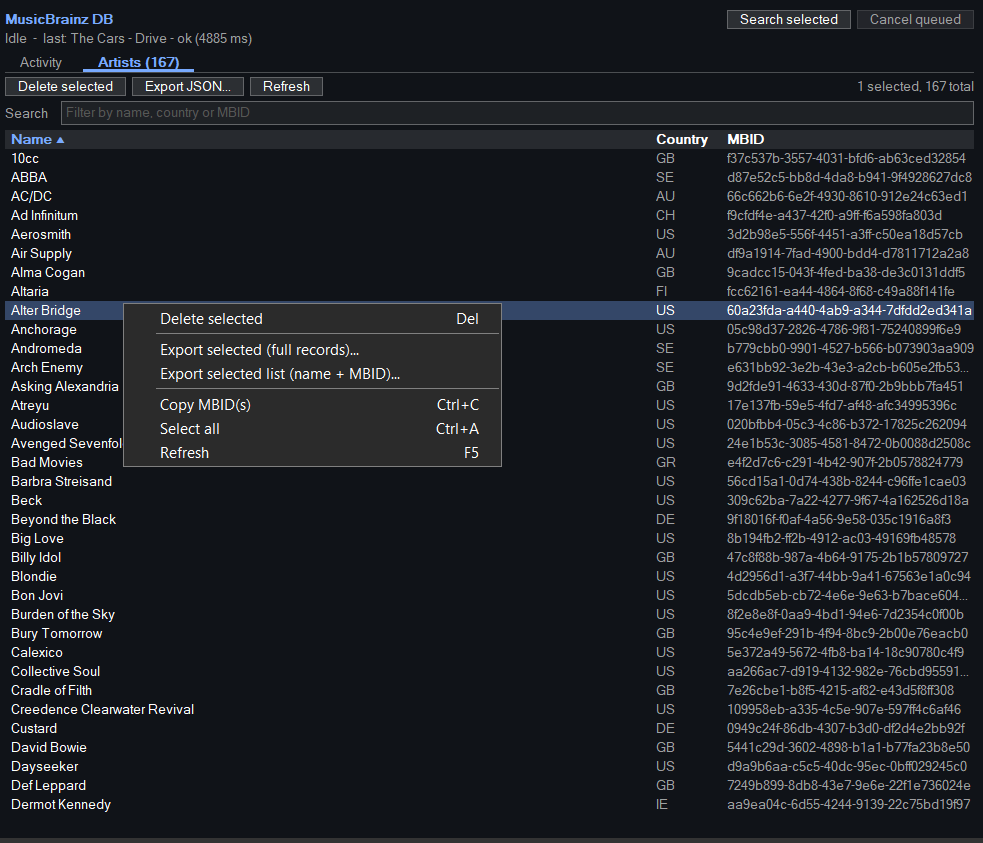 MusicBrainz DB
Search selected Cancel queued
Idle - last: The Cars - Drive - ok (4885 ms)
Activity Artists (167)
Delete selected Export JSON... Refresh 1 selected, 167 total
Search Filter by name, country or MBID
Name Country MBID
10cc GB f37c537b-3557-4031-bfd6-ab63ced32854
ABBA SE d87e52c5-bb8d-4da8-b941-9f4928627dc8
AC/DC AU 66c662b6-6e2f-4930-8610-912e24c63ed1
Ad Infinitum CH f9cfdf4e-a437-42f0-a9ff-f6a598fa803d
Aerosmith US 3d2b98e5-556f-4451-a3ff-c50ea18d57cb
Air Supply AU df9a1914-7fad-4900-bdd4-d7811712a2a8
Alma Cogan GB 9cadcc15-043f-4fed-ba38-de3c0131ddf5
Altaria FI fcc62161-ea44-4864-8f68-c49a88f141fe
Alter Bridge US 60a23fda-a440-4ab9-a344-7dfdd2ed341a
Anchorage US 05c98d37-2826-4786-9f81-75240899f6e9
Andromeda SE b779cbb0-9901-4527-b566-b073903aa909
Arch Enemy SE e631bb92-3e2b-43e3-a2cb-b605e2fb53...
Asking Alexandria GB 9d2fde91-4633-430d-87f0-2b9bbb7fa451
Atreyu US 17e137fb-59e5-4fd7-af48-afc34995396c
Audioslave US 020bfbb4-05c3-4c86-b372-17825c262094
Avenged Sevenfol US 24e1b53c-3085-4581-8472-0b0088d2508c
Bad Movies GR e4f2d7c6-c291-4b42-907f-2b0578824779
Barbra Streisand US 56cd15a1-0d74-438b-8244-c96ffe1cae03
Beck US 309c62ba-7a22-4277-9f67-4a162526d18a
Beyond the Black DE 9f18016f-f0af-4a56-9e58-035c1916a8f3
Big Love US 8b194fb2-ff2b-4912-ac03-49169fb48578
Billy Idol GB 47c8f88b-987a-4b64-9175-2b1b57809727
Blondie US 4d2956d1-a3f7-44bb-9a41-67563e1a0c94
Bon Jovi US 5dcdb5eb-cb72-4e6e-9e63-b7bace604...
Burden of the Sky US 8f2e8e8f-0aa9-4bd1-94e6-7d2354c0f00b
Bury Tomorrow GB 95c4e9ef-291b-4f94-8bc9-2b00e76eacb0
Calexico US 5e372a49-5672-4fb8-ba14-18c90780c4f9
Collective Soul US aa266ac7-d919-4132-982e-76cbd95591...
Cradle of Filth GB 7e26cbe1-b8f5-4215-af82-e43d5f8ff308
Creedence Clearwater Revival US 109958eb-a335-4c5e-907e-597ff4c6af46
Custard DE 0949c24f-86db-4307-b3d0-df2d4e2bb92f
David Bowie GB 5441c29d-3602-4898-b1a1-b77fa23b8e50
Dayseeker US d9a9b6aa-c5c5-40dc-95ec-0bff029245c0
Def Leppard GB 7249b899-8db8-43e7-9e6e-22f1e736024e
Dermot Kennedy IE aa9ea04c-6d55-4244-9139-22c75bd19f97
Delete selected Del
Export selected (full records)...
Export selected list (name + MBID)...
Copy MBID(s) Ctrl+C
Select all Ctrl+A
Refresh F5